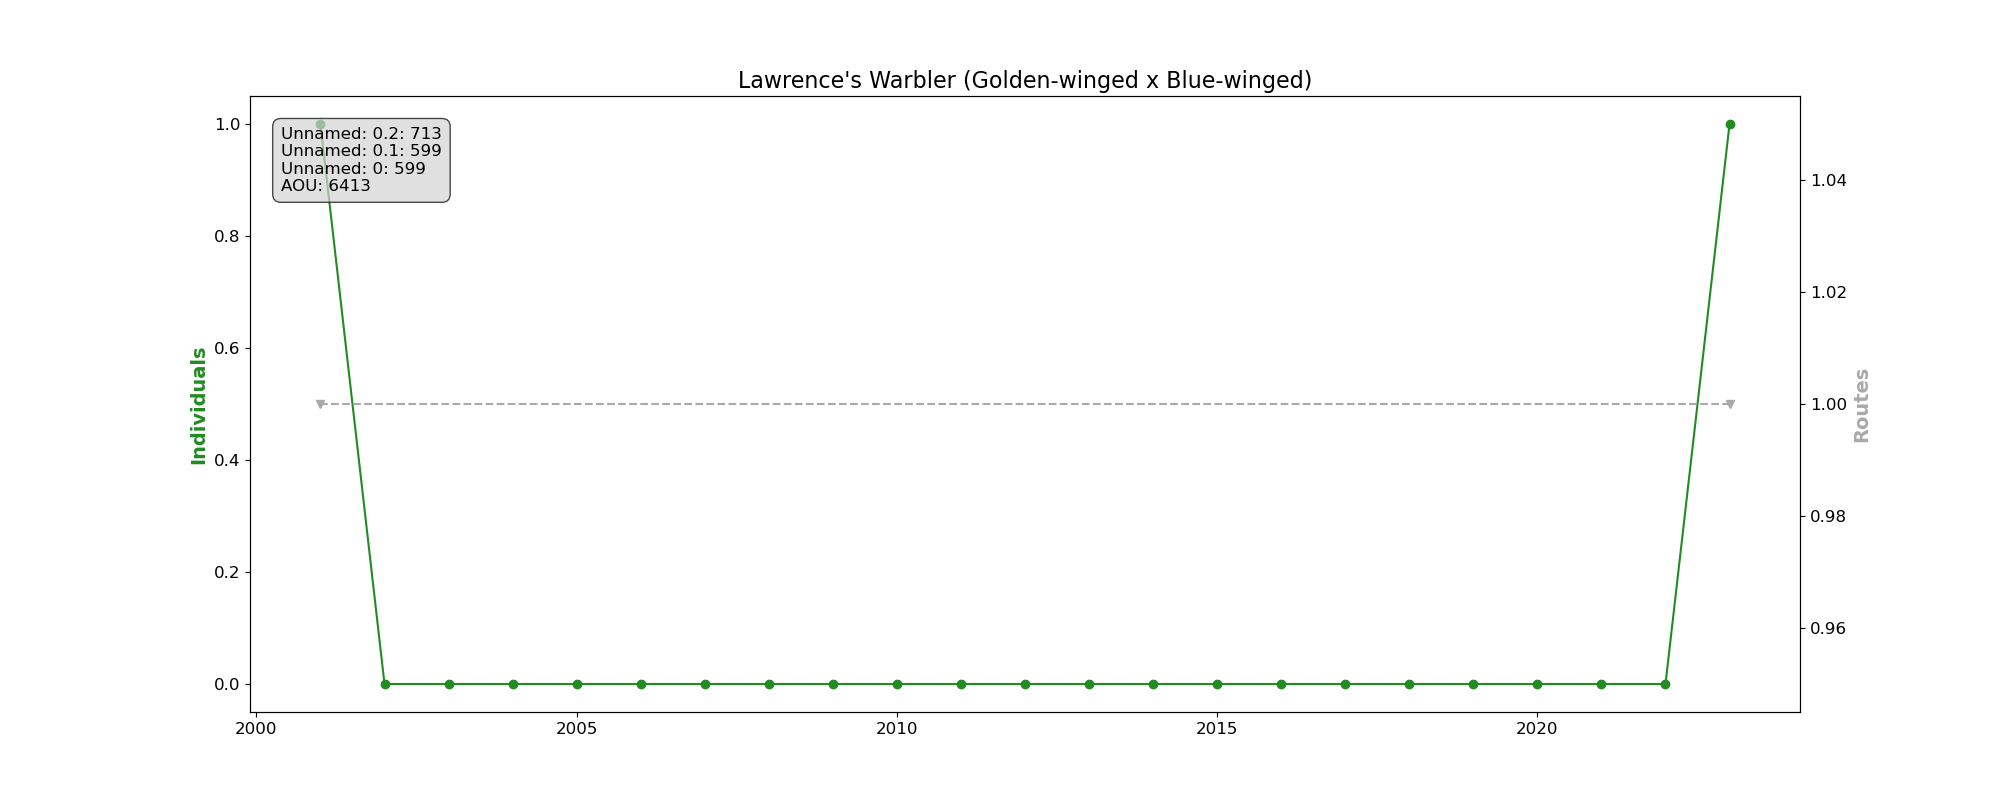 Lawrence's Warbler (Golden-winged x Blue-winged)
Unnamed: 0.2: 713
Unnamed: 0.1: 599
Unnamed: 0: 599
AOU: 6413
Individuals
1.0
0.8
0.6
0.4
0.2
0.0
2000
2005
2010
2015
2020
1.04
1.02
1.00
0.98
0.96
Routes